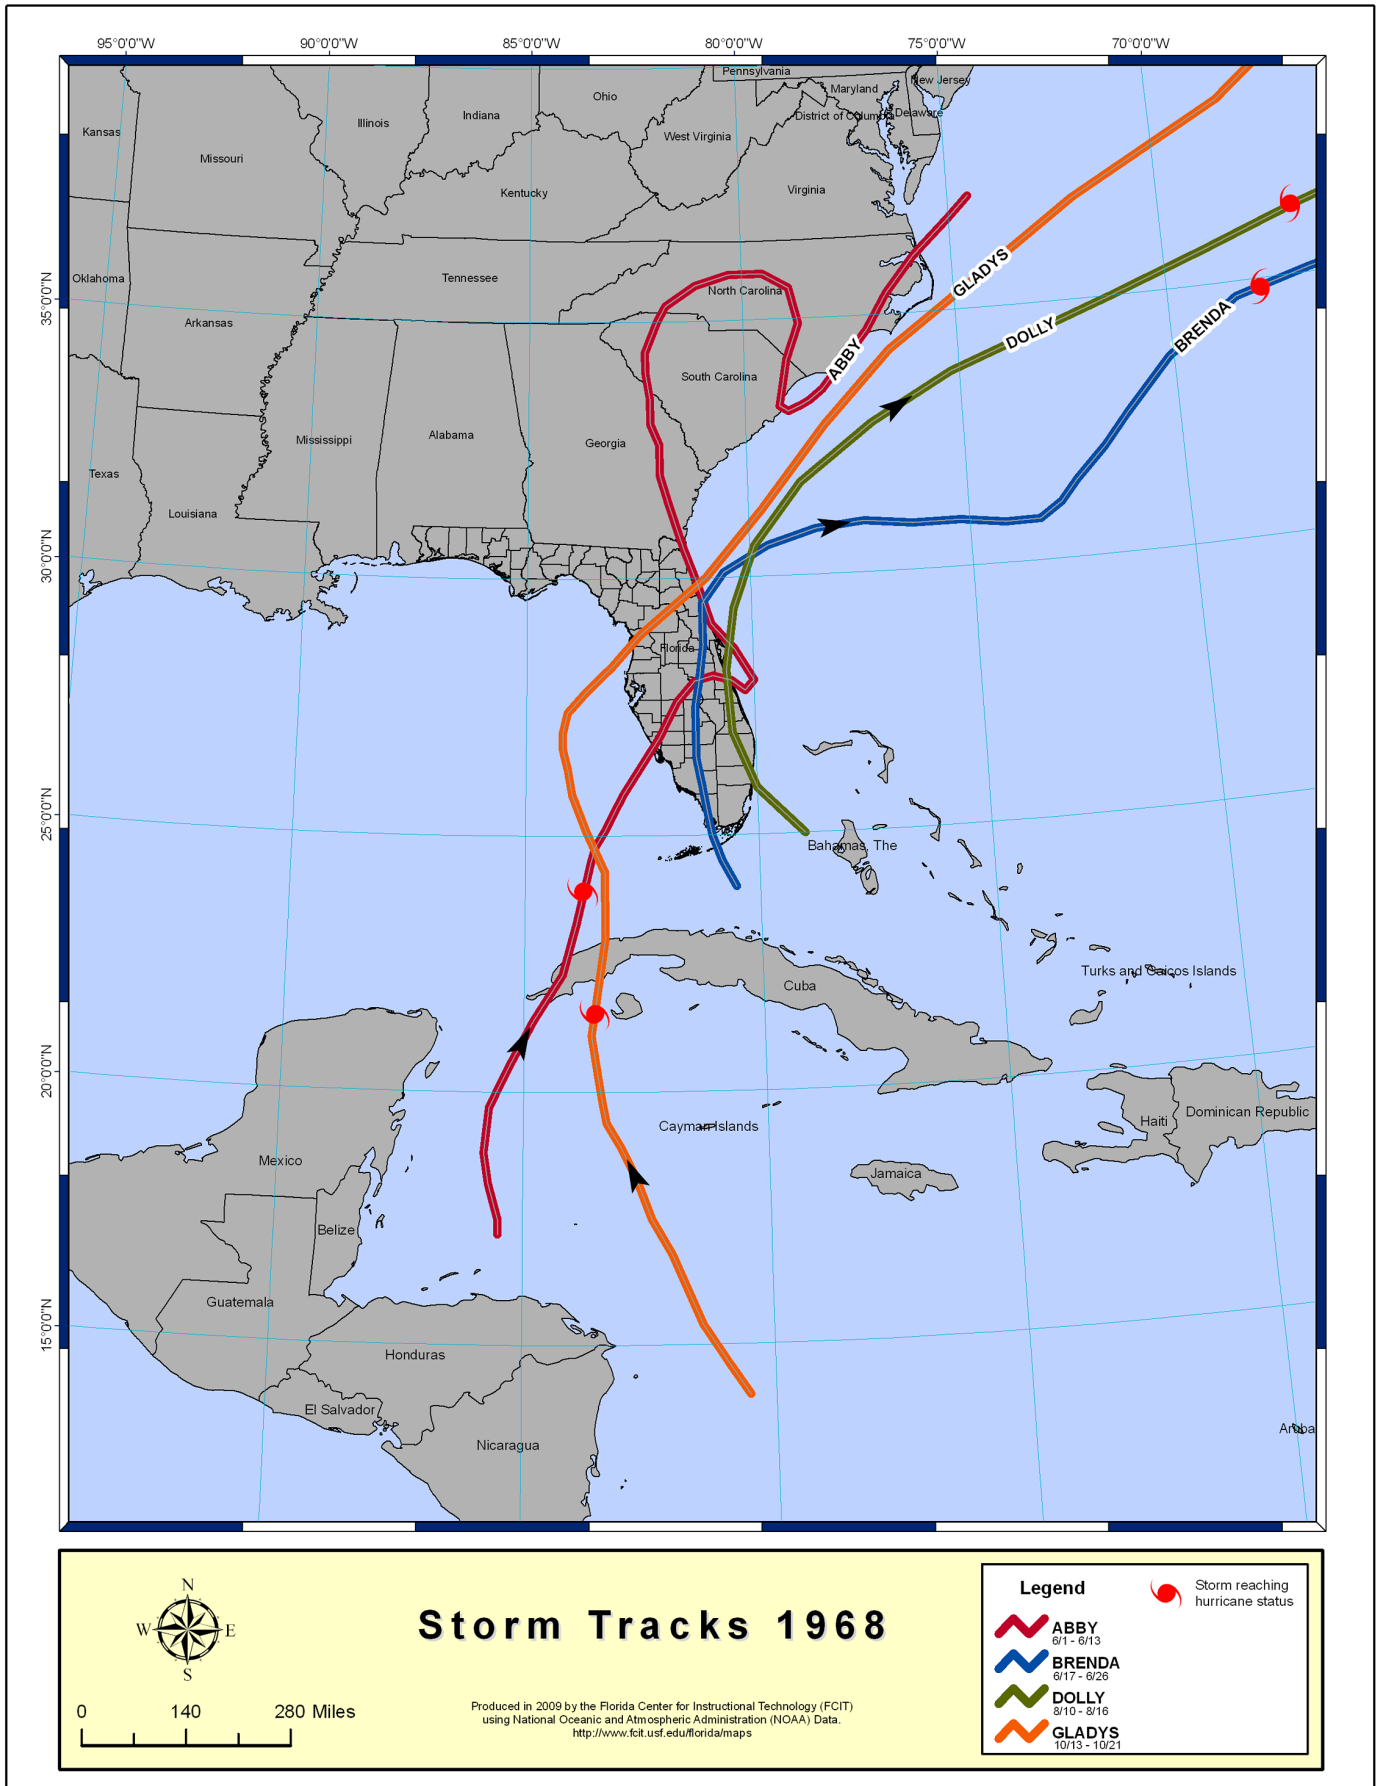 95°0'0"W 90°0'0"W 85°0'0"W 80°0'0"W 75°0'0"W 70°0'0"W
Pennsylvania
New Jersey
Maryland
Ohio
Indiana
Illinois
District of Columbia
Delaware
Kansas
West Virginia
Missouri
Virginia
Kentucky
GLADYS
Oklahoma
Tennessee
North Carolina
35°0'0"N
Arkansas
DOLLY
BRENDA
ABBY
South Carolina
Mississippi
Alabama
Georgia
Texas
Louisiana
30°0'0"N
Florida
25°0'0"N
Bahamas, The
Turks and Caicos Islands
Cuba
20°0'0"N
Dominican Republic
Haiti
Cayman Islands
Mexico
Jamaica
Belize
Guatemala
15°0'0"N
Honduras
El Salvador
Aruba
Nicaragua
N
W E
S
0 140 280 Miles
Storm Tracks 1968
Produced in 2009 by the Florida Center for Instructional Technology (FCIT)
using National Oceanic and Atmospheric Administration (NOAA) Data.
http://www.fcit.usf.edu/florida/maps
Legend
Storm reaching
hurricane status
ABBY
6/1 - 6/13
BRENDA
6/17 - 6/26
DOLLY
8/10 - 8/16
GLADYS
10/13 - 10/21